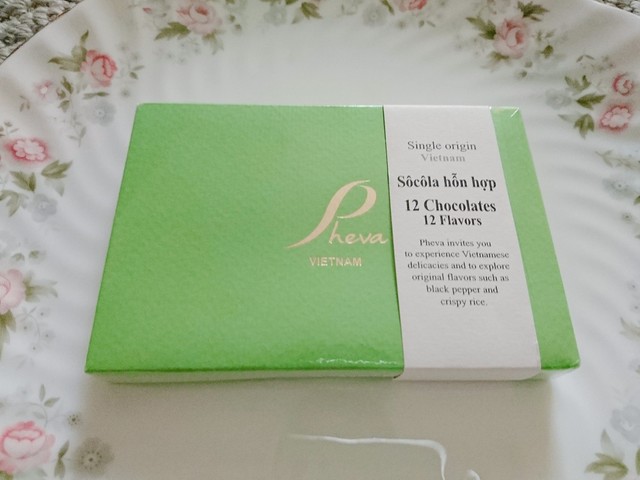 Pheva
VIETNAM
Single origin
Vietnam
Sôcôla hỗn hợp
12 Chocolates
12 Flavors
Pheva invites you
to experience Vietnamese
delicacies and to explore
original flavors such as
black pepper and
crispy rice.